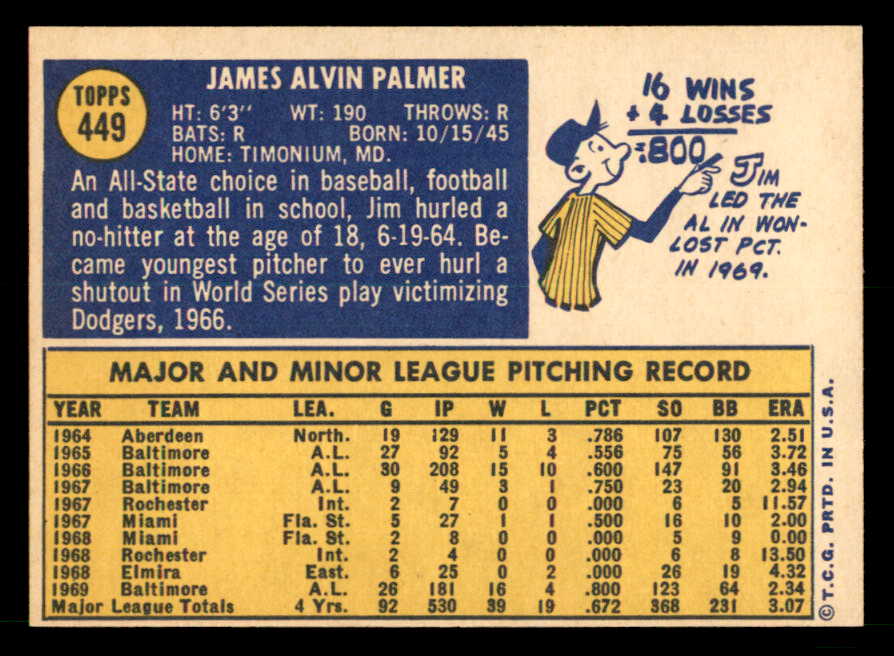 TOPPS
449
JAMES ALVIN PALMER
HT: 6'3" WT: 190 THROWS: R
BATS: R BORN: 10/15/45
HOME: TIMONIUM, MD.
An All-State choice in baseball, football
and basketball in school, Jim hurled a
no-hitter at the age of 18, 6-19-64. Be-
came youngest pitcher to ever hurl a
shutout in World Series play victimizing
Dodgers, 1966.
16 WINS
+ 4 LOSSES
=.800
JIM
LED THE
AL IN WON-
LOST PCT.
IN 1969.
MAJOR AND MINOR LEAGUE PITCHING RECORD
YEAR TEAM LEA. G IP W L PCT SO BB ERA
1964 Aberdeen North. 19 129 11 3 .786 107 130 2.51
1965 Baltimore A.L. 27 92 5 4 .556 75 56 3.72
1966 Baltimore A.L. 30 208 15 10 .600 147 91 3.46
1967 Baltimore A.L. 9 49 3 1 .750 23 20 2.94
1967 Rochester Int. 2 7 0 0 .000 6 5 11.57
1967 Miami Fla. St. 5 27 1 1 .500 16 10 2.00
1968 Miami Fla. St. 2 8 0 0 .000 5 9 0.00
1968 Rochester Int. 2 4 0 0 .000 6 8 13.50
1968 Elmira East. 6 25 0 2 .000 26 19 4.32
1969 Baltimore A.L. 26 181 16 4 .800 123 64 2.34
Major League Totals 4 Yrs. 92 530 39 19 .672 368 231 3.07
© T.C.G. PRTD. IN U.S.A.